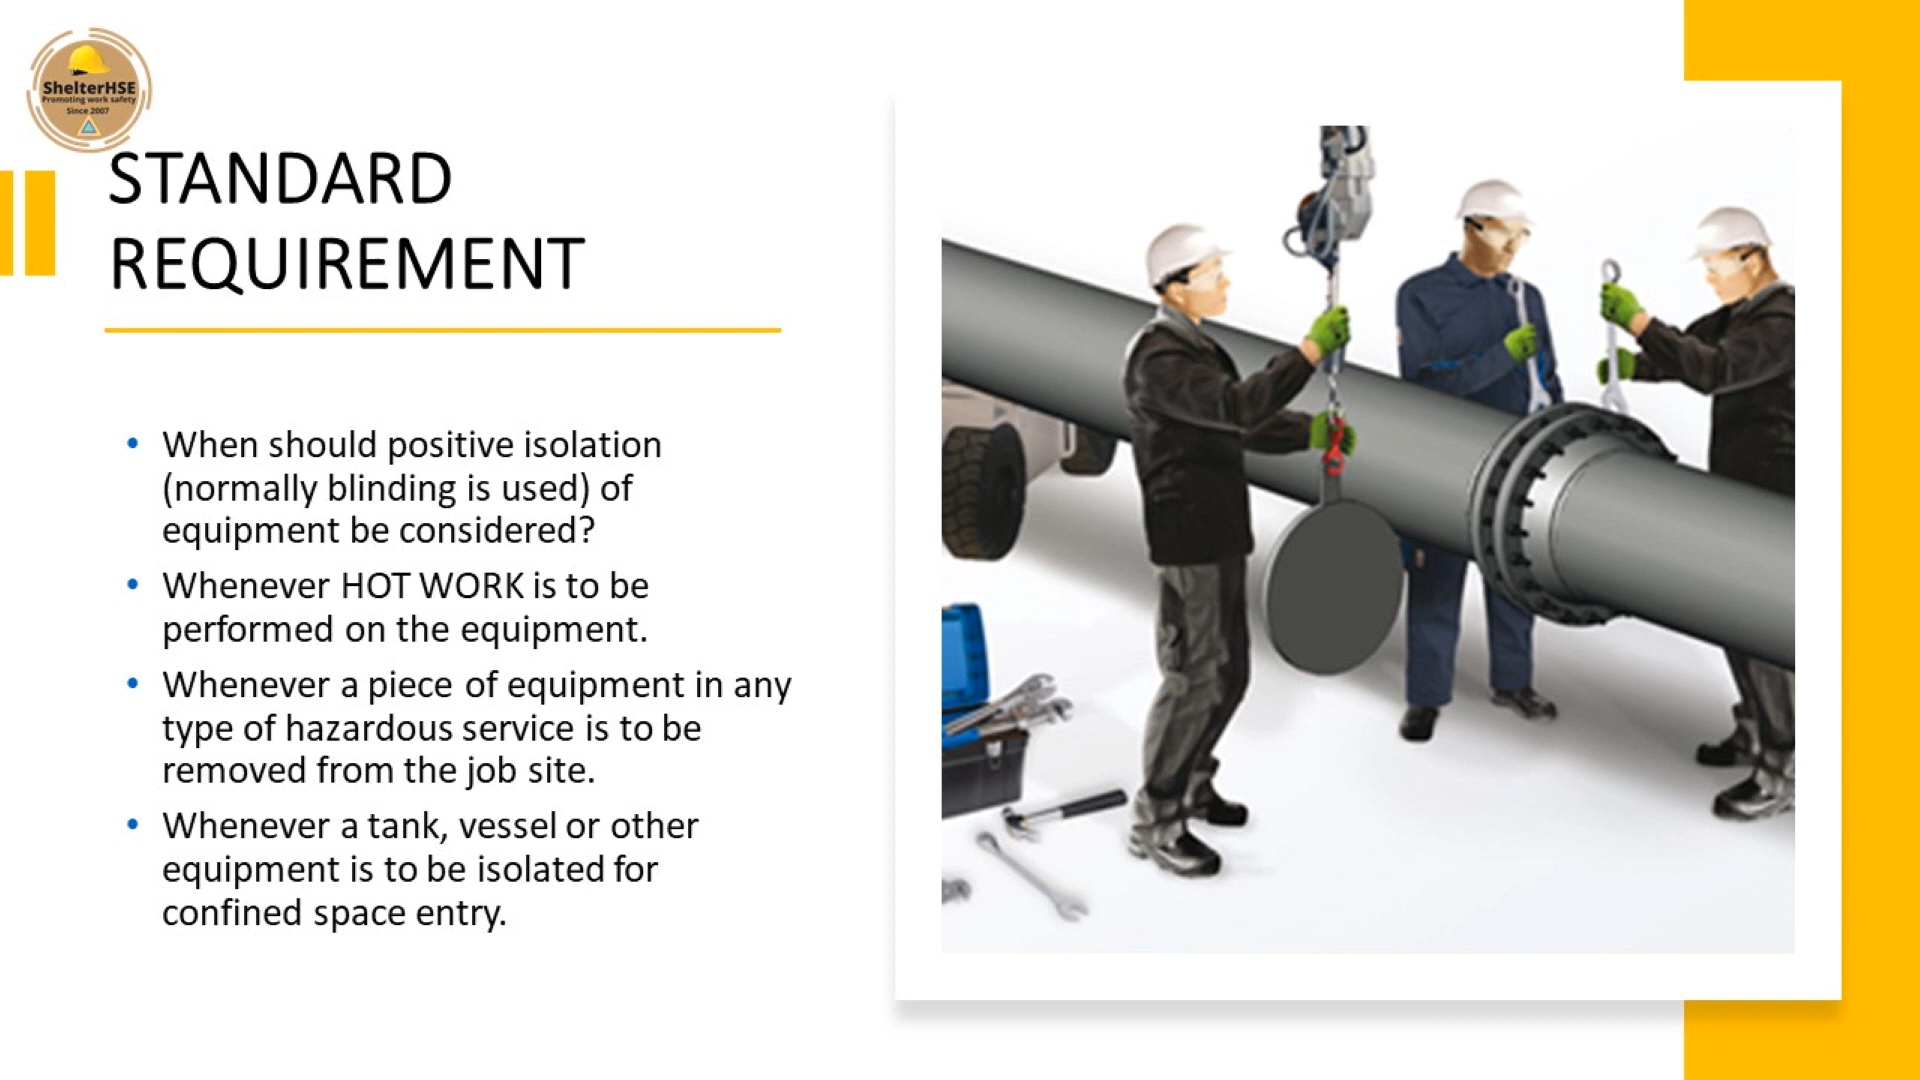 ShelterHSE
Promoting work safety
Since 2007
STANDARD
REQUIREMENT
• When should positive isolation
(normally blinding is used) of
equipment be considered?
• Whenever HOT WORK is to be
performed on the equipment.
• Whenever a piece of equipment in any
type of hazardous service is to be
removed from the job site.
• Whenever a tank, vessel or other
equipment is to be isolated for
confined space entry.